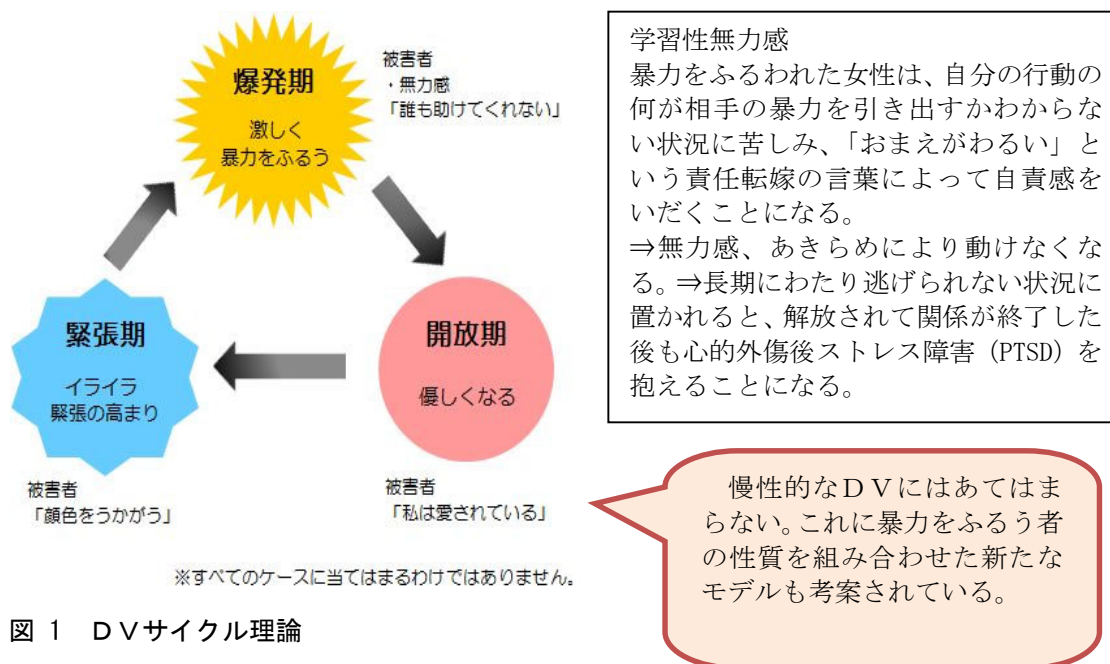 爆発期
激しく
暴力をふるう
被害者
・無力感
「誰も助けてくれない」
緊張期
イライラ
緊張の高まり
被害者
「顔色をうかがう」
開放期
優しくなる
被害者
「私は愛されている」
※すべてのケースに当てはまるわけではありません。
図 1 ＤＶサイクル理論
学習性無力感
暴力をふるわれた女性は、自分の行動の
何が相手の暴力を引き出すかわからな
い状況に苦しみ、「おまえがわるい」と
いう責任転嫁の言葉によって自責感を
いだくことになる。
⇒無力感、あきらめにより動けなくな
る。⇒長期にわたり逃げられない状況に
置かれると、解放されて関係が終了した
後も心的外傷後ストレス障害（PTSD）を
抱えることになる。
慢性的なＤＶにはあてはま
らない。これに暴力をふるう者
の性質を組み合わせた新たな
モデルも考案されている。